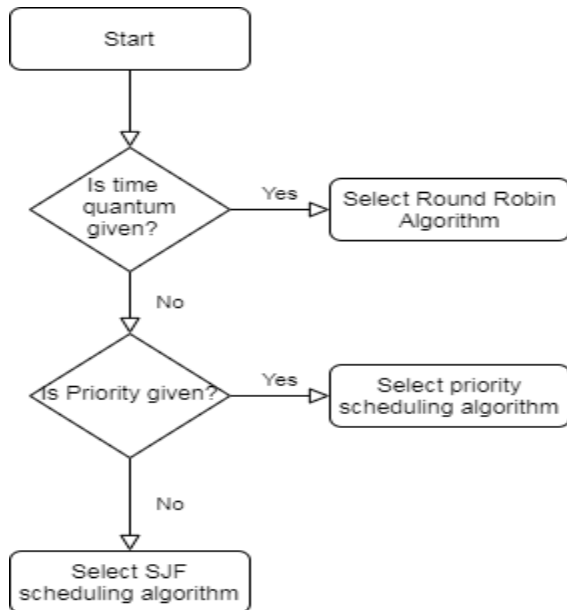 Start
Is time
quantum
given?
Yes
Select Round Robin
Algorithm
No
Is Priority given?
Yes
Select priority
scheduling algorithm
No
Select SJF
scheduling algorithm